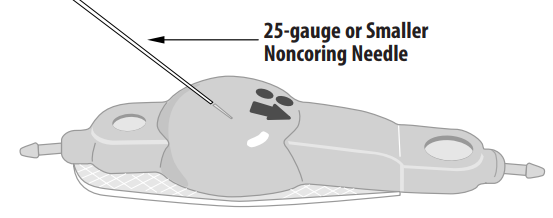 25-gauge or Smaller
Noncoring Needle